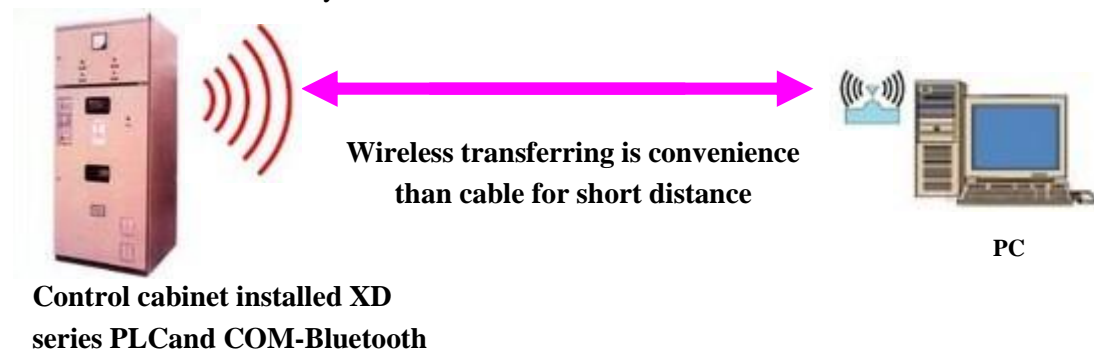 Wireless transferring is convenience
than cable for short distance
PC
Control cabinet installed XD
series PLCand COM-Bluetooth